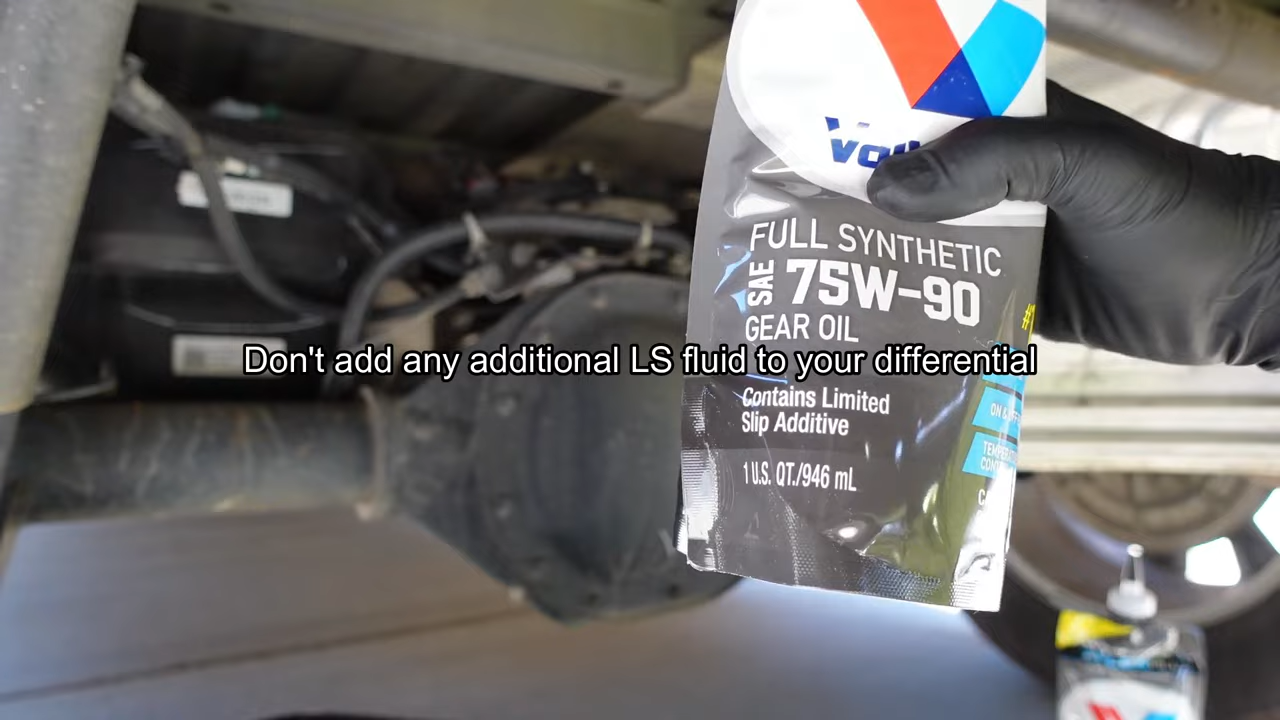 FULL SYNTHETIC
SAE 75W-90
GEAR OIL
Don't add any additional LS fluid to your differential
Contains Limited
Slip Additive
1 U.S. QT./946 mL